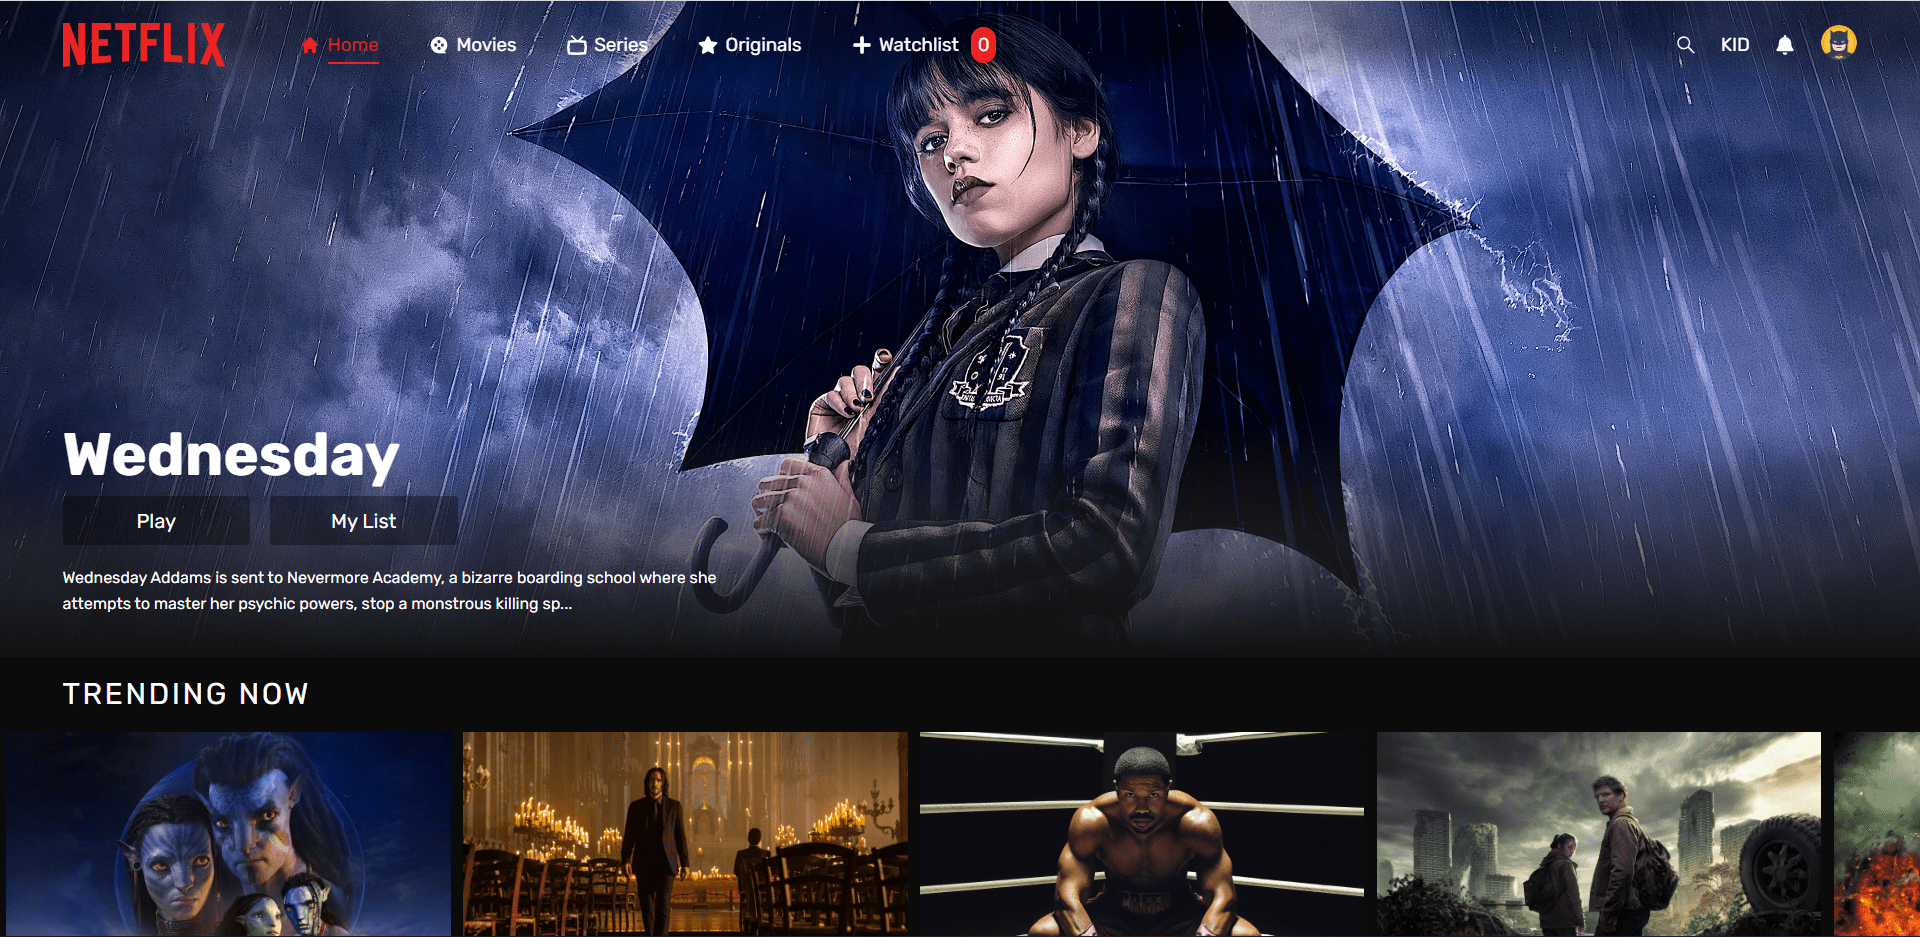 NETFLIX
Home
Movies
Series
Originals
Watchlist 0
KID
Wednesday
Play
My List
Wednesday Addams is sent to Nevermore Academy, a bizarre boarding school where she
attempts to master her psychic powers, stop a monstrous killing sp...
TRENDING NOW